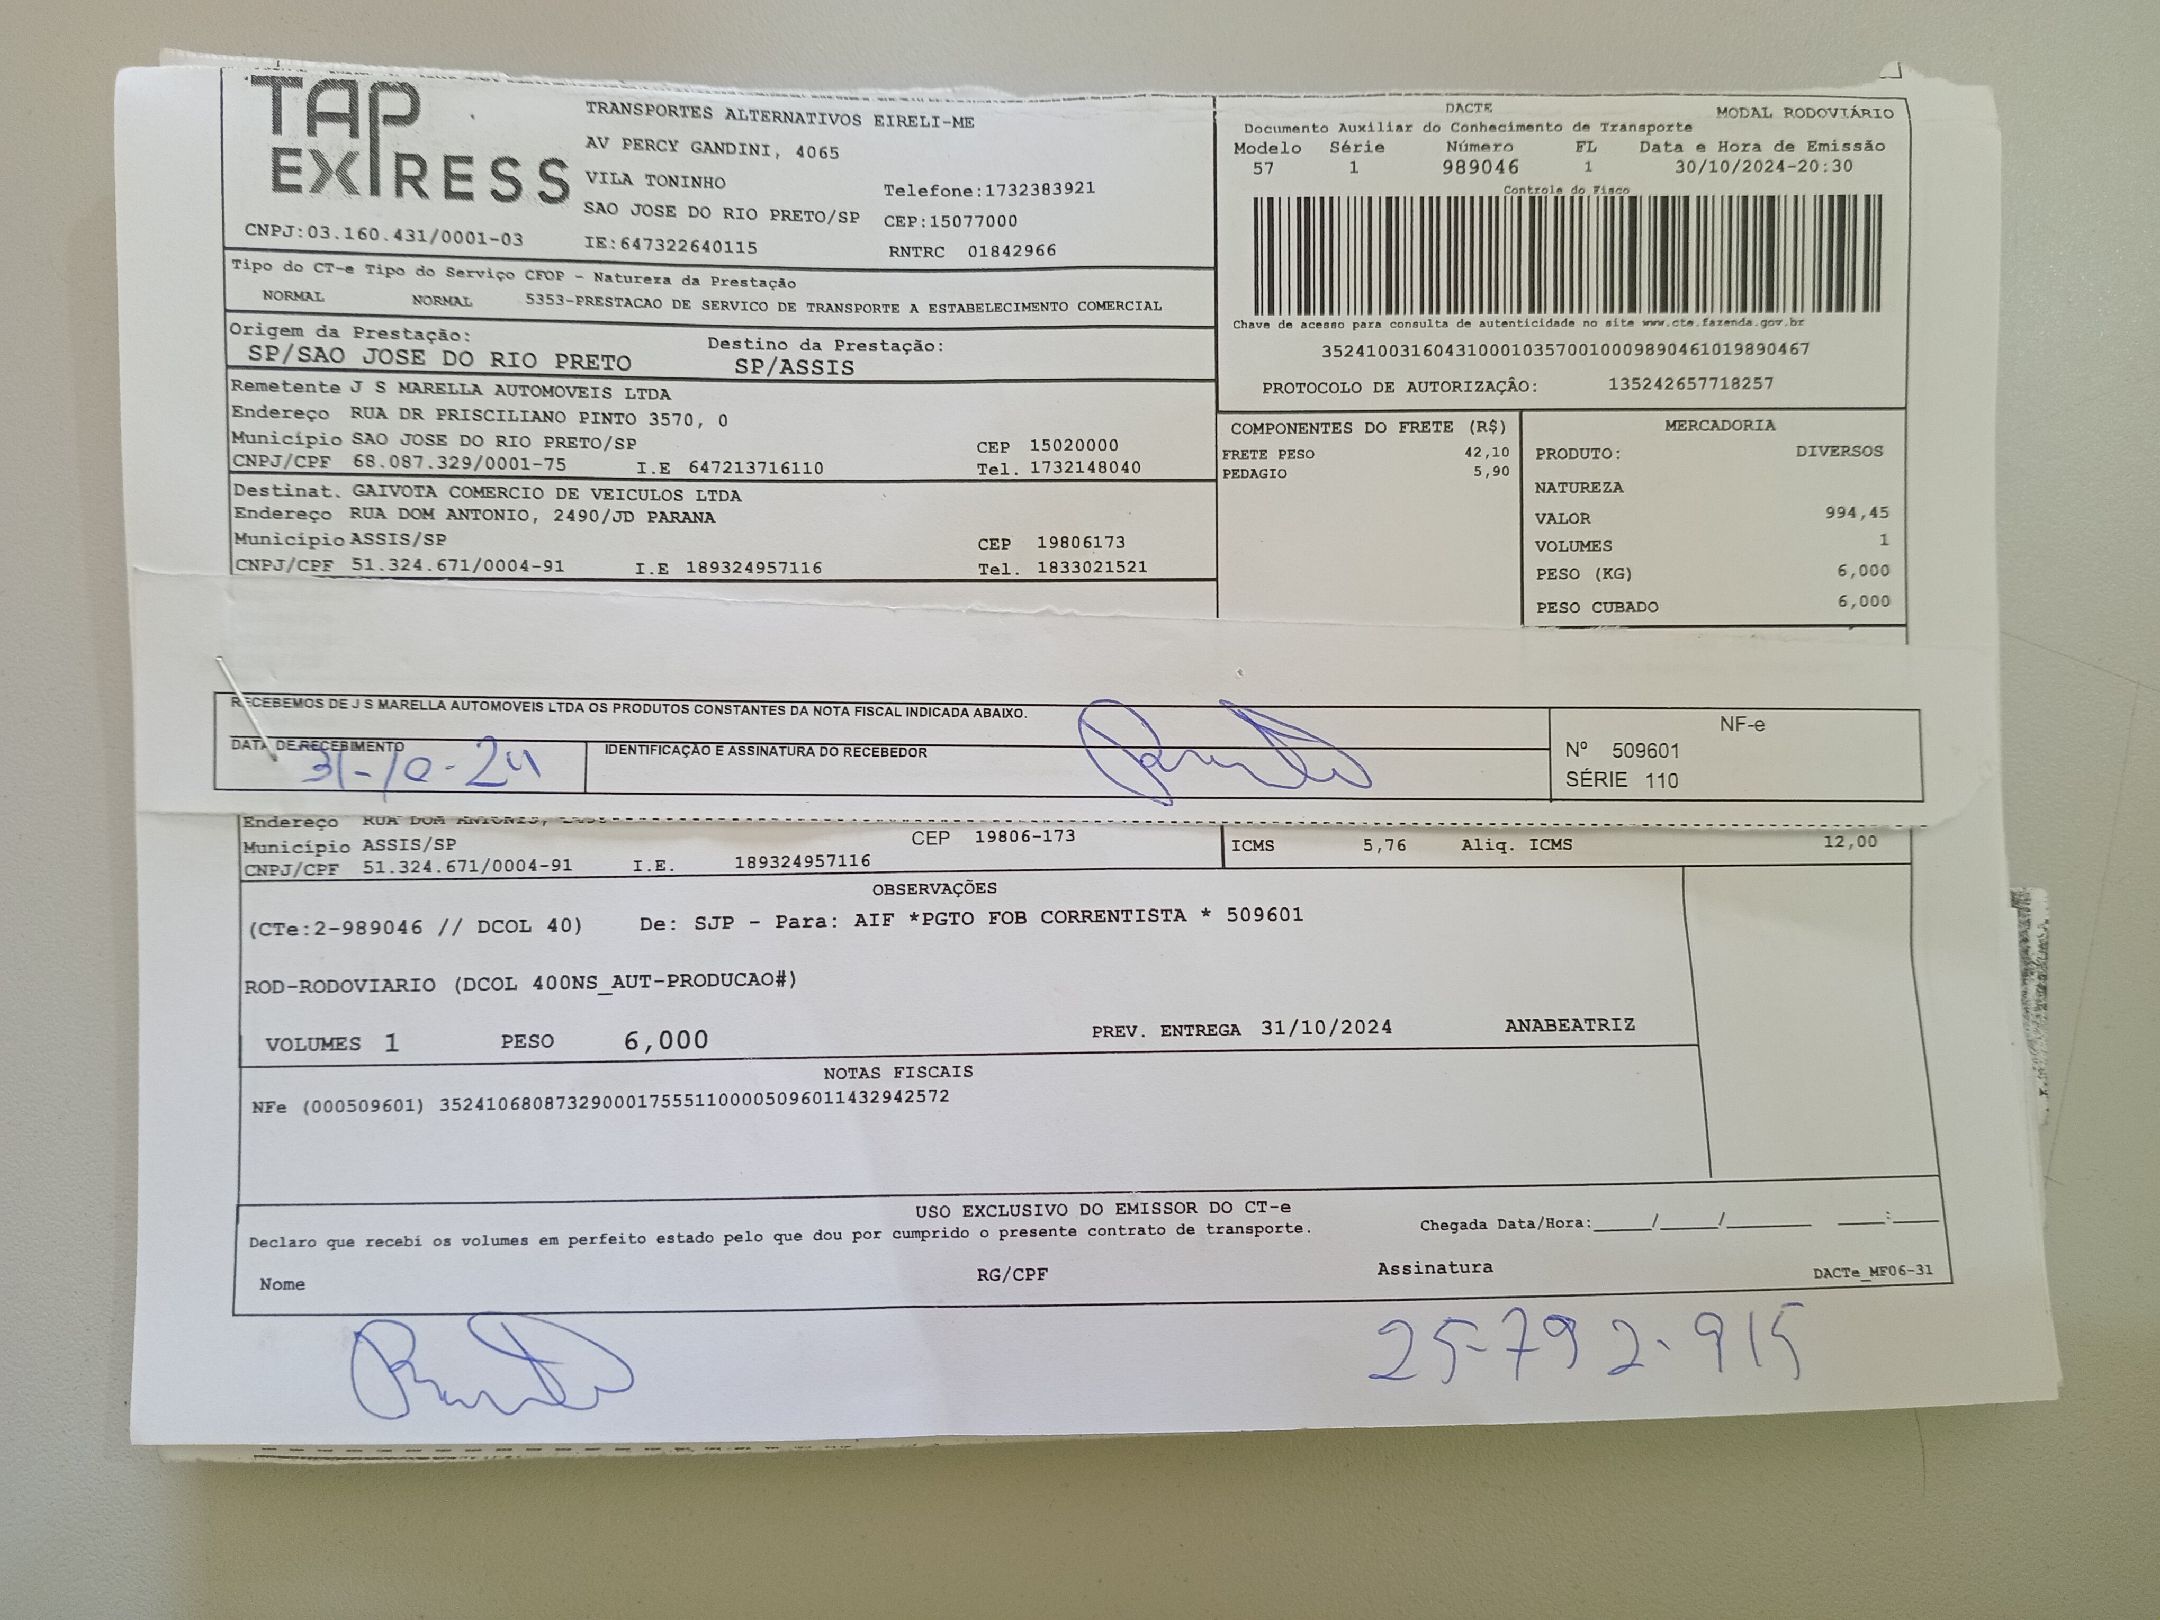 TAP EXPRESS
TRANSPORTES ALTERNATIVOS EIRELI-ME
AV PERCY GANDINI, 4065
VILA TONINHO
Telefone:1732383921
SAO JOSE DO RIO PRETO/SP CEP:15077000
CNPJ:03.160.431/0001-03 IE:647322640115 RNTRC 01842966
DACTE MODAL RODOVIÁRIO
Documento Auxiliar do Conhecimento de Transporte
Modelo Série Número FL Data e Hora de Emissão
57 1 989046 1 30/10/2024-20:30
Controle do Fisco
Chave de acesso para consulta de autenticidade no site www.cte.fazenda.gov.br
35241003160431000103570010009890461019890467
PROTOCOLO DE AUTORIZAÇÃO: 135242657718257
Tipo do CT-e Tipo do Serviço CFOP - Natureza da Prestação
NORMAL NORMAL 5353-PRESTACAO DE SERVICO DE TRANSPORTE A ESTABELECIMENTO COMERCIAL
Origem da Prestação: Destino da Prestação:
SP/SAO JOSE DO RIO PRETO SP/ASSIS
Remetente J S MARELLA AUTOMOVEIS LTDA
Endereço RUA DR PRISCILIANO PINTO 3570, 0
Município SAO JOSE DO RIO PRETO/SP CEP 15020000
CNPJ/CPF 68.087.329/0001-75 I.E 647213716110 Tel. 1732148040
Destinat. GAIVOTA COMERCIO DE VEICULOS LTDA
Endereço RUA DOM ANTONIO, 2490/JD PARANA
Município ASSIS/SP CEP 19806173
CNPJ/CPF 51.324.671/0004-91 I.E 189324957116 Tel. 1833021521
COMPONENTES DO FRETE (R$)
FRETE PESO 42,10
PEDAGIO 5,90
MERCADORIA
PRODUTO: DIVERSOS
NATUREZA
VALOR 994,45
VOLUMES 1
PESO (KG) 6,000
PESO CUBADO 6,000
RECEBEMOS DE J S MARELLA AUTOMOVEIS LTDA OS PRODUTOS CONSTANTES DA NOTA FISCAL INDICADA ABAIXO.
DATA DE RECEBIMENTO IDENTIFICAÇÃO E ASSINATURA DO RECEBEDOR
31-10-24
NF-e
Nº 509601
SÉRIE 110
Endereço RUA DOM ANTONIO,
Município ASSIS/SP CEP 19806-173
CNPJ/CPF 51.324.671/0004-91 I.E. 189324957116
ICMS 5,76 Aliq. ICMS 12,00
OBSERVAÇÕES
(CTe:2-989046 // DCOL 40) De: SJP - Para: AIF *PGTO FOB CORRENTISTA * 509601
ROD-RODOVIARIO (DCOL 400NS_AUT-PRODUCAO#)
VOLUMES 1 PESO 6,000 PREV. ENTREGA 31/10/2024 ANABEATRIZ
NOTAS FISCAIS
NFe (000509601) 35241068087329000175551100005096011432942572
USO EXCLUSIVO DO EMISSOR DO CT-e
Declaro que recebi os volumes em perfeito estado pelo que dou por cumprido o presente contrato de transporte.
Chegada Data/Hora:_____/_____/_______ ____:____
Nome RG/CPF Assinatura DACTe_MF06-31
25-792-915